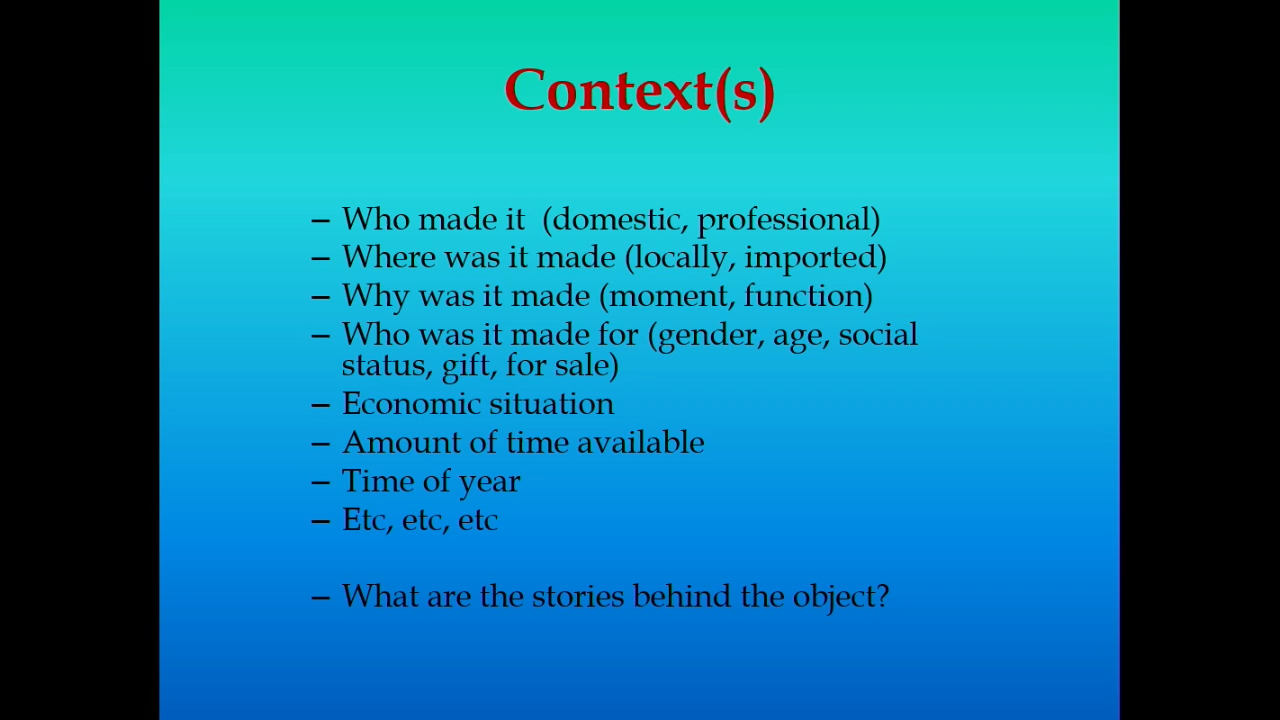 Context(s)
– Who made it  (domestic, professional)
– Where was it made (locally, imported)
– Why was it made (moment, function)
– Who was it made for (gender, age, social
status, gift, for sale)
– Economic situation
– Amount of time available
– Time of year
– Etc, etc, etc
– What are the stories behind the object?